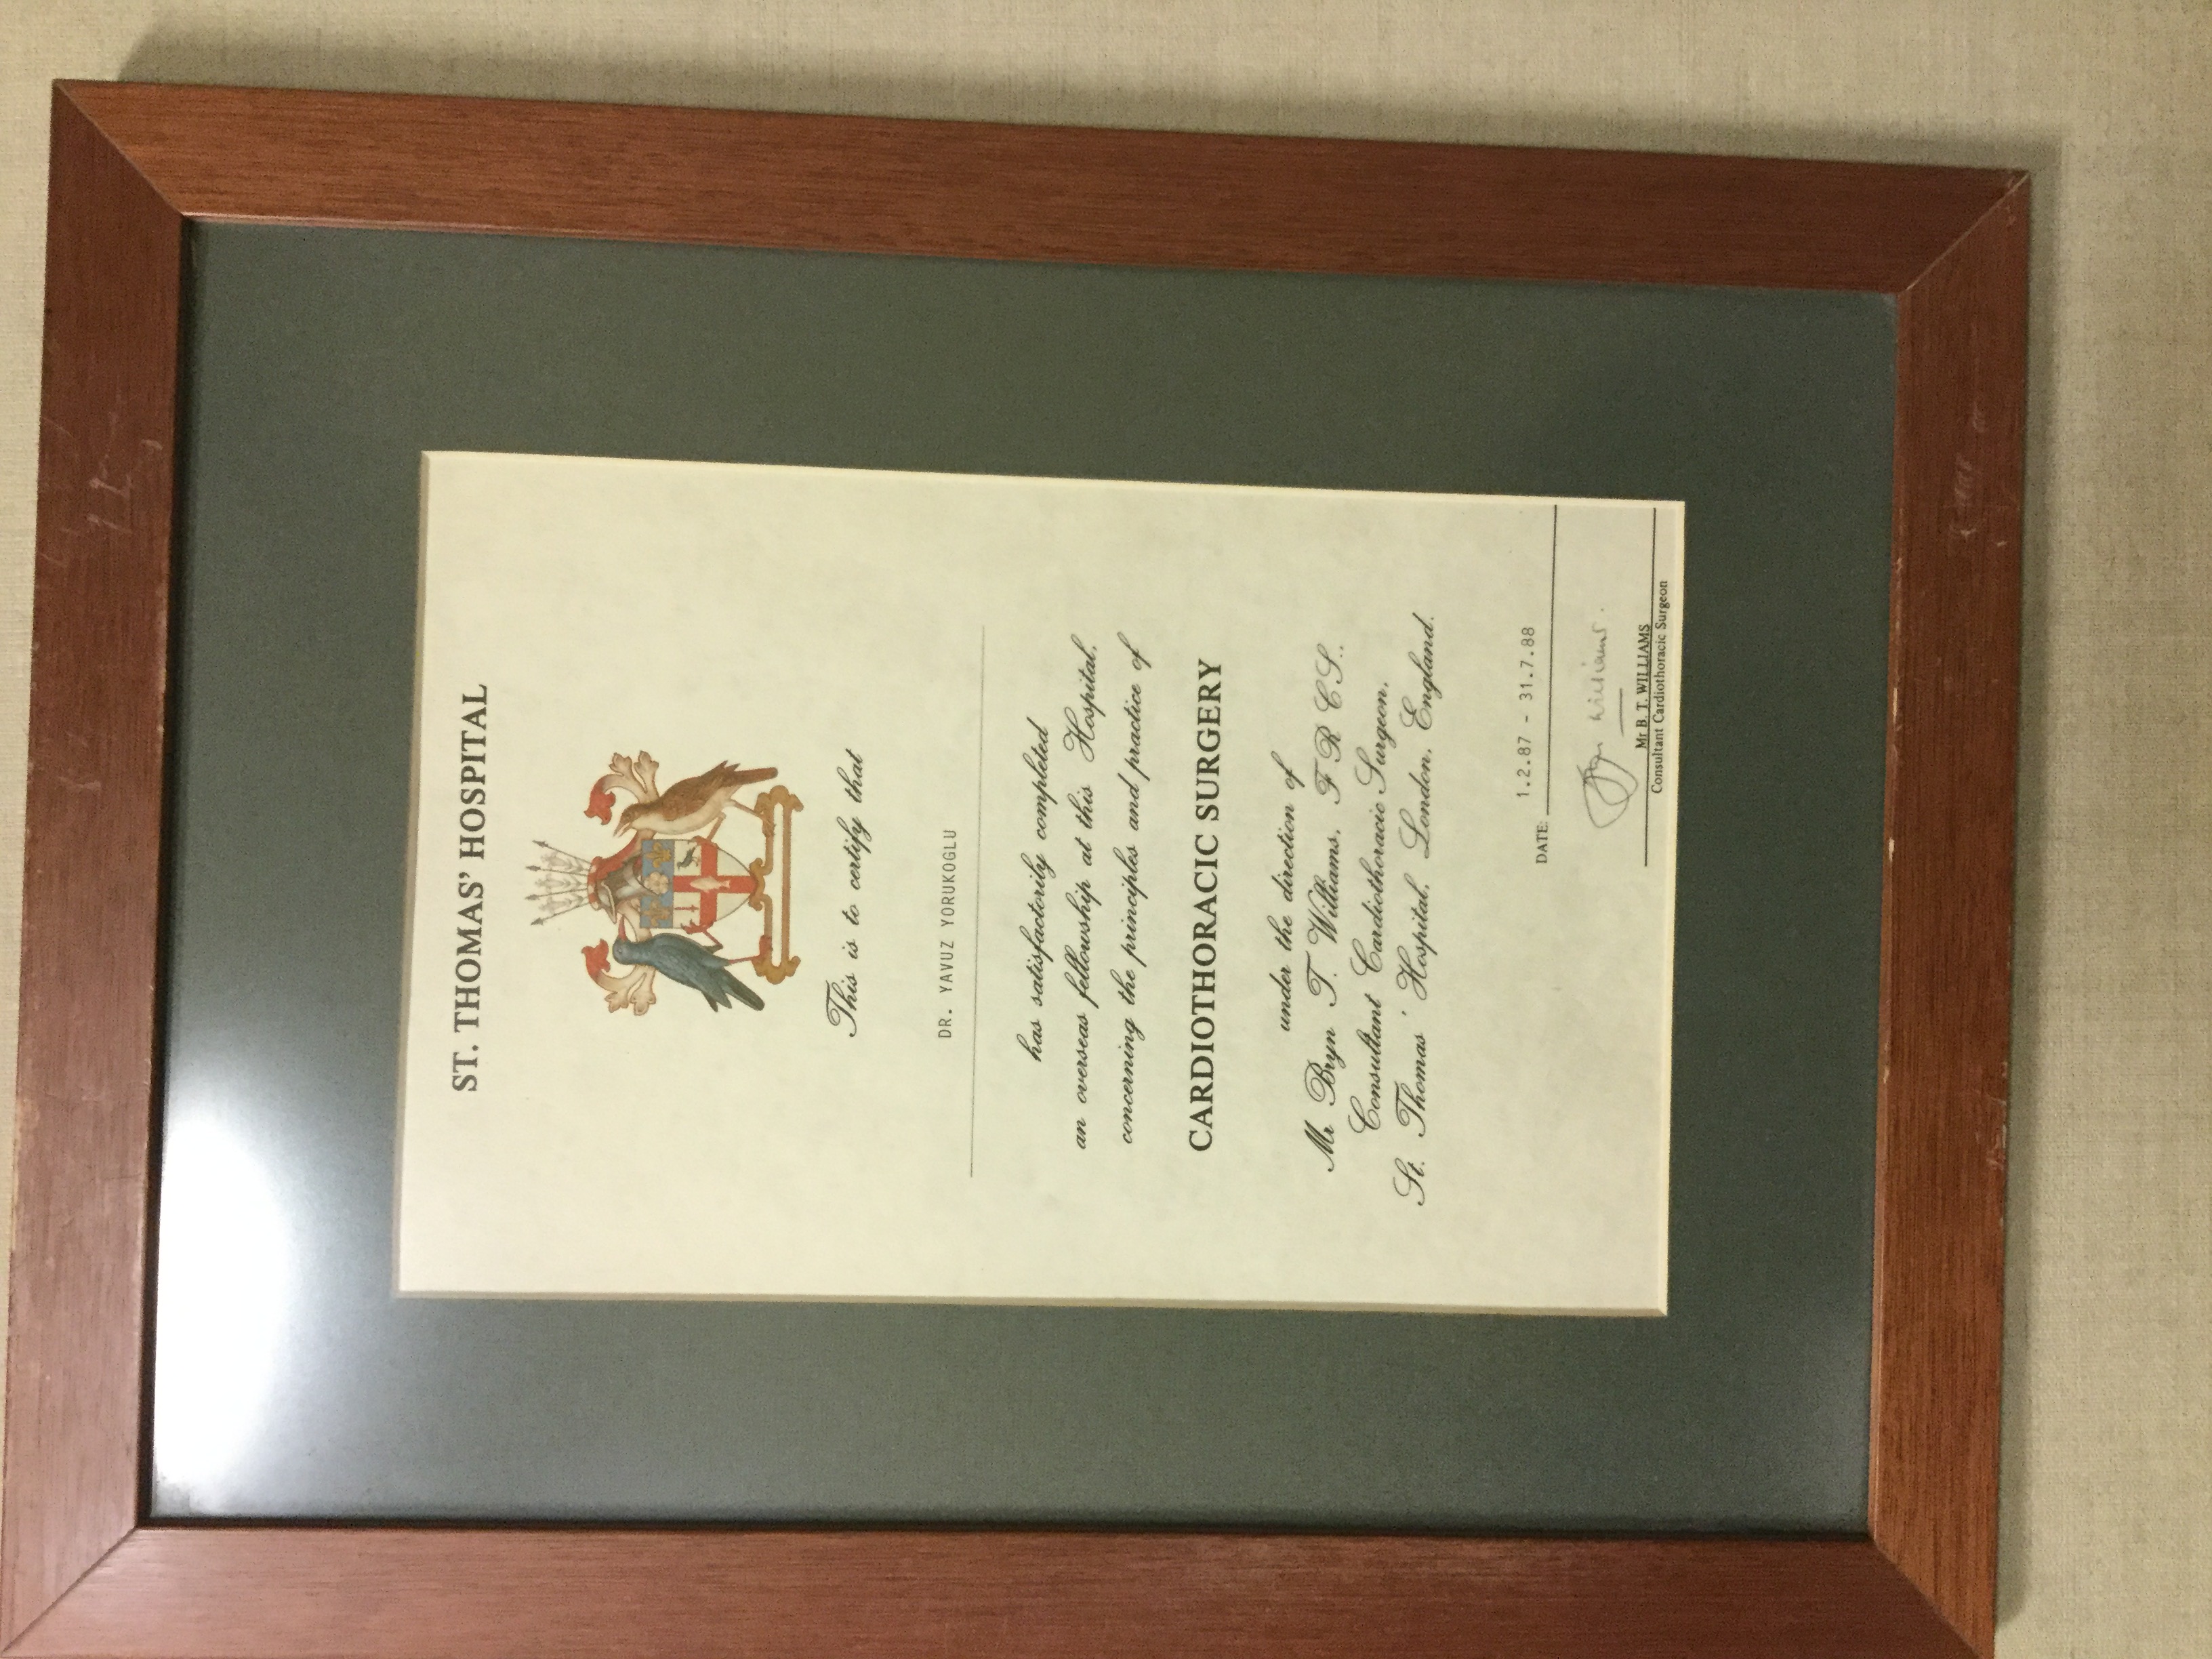 ST. THOMAS' HOSPITAL
This is to certify that
DR. YAVUZ YORUKOGLU
has satisfactorily completed
an overseas fellowship at this Hospital,
concerning the principles and practice of
CARDIOTHORACIC SURGERY
under the direction of
Mr Bryn T. Williams, F R C S.,
Consultant Cardiothoracic Surgeon,
St. Thomas' Hospital, London, England.
DATE: 1.2.87 - 31.7.88
Williams.
Mr B. T. WILLIAMS
Consultant Cardiothoracic Surgeon